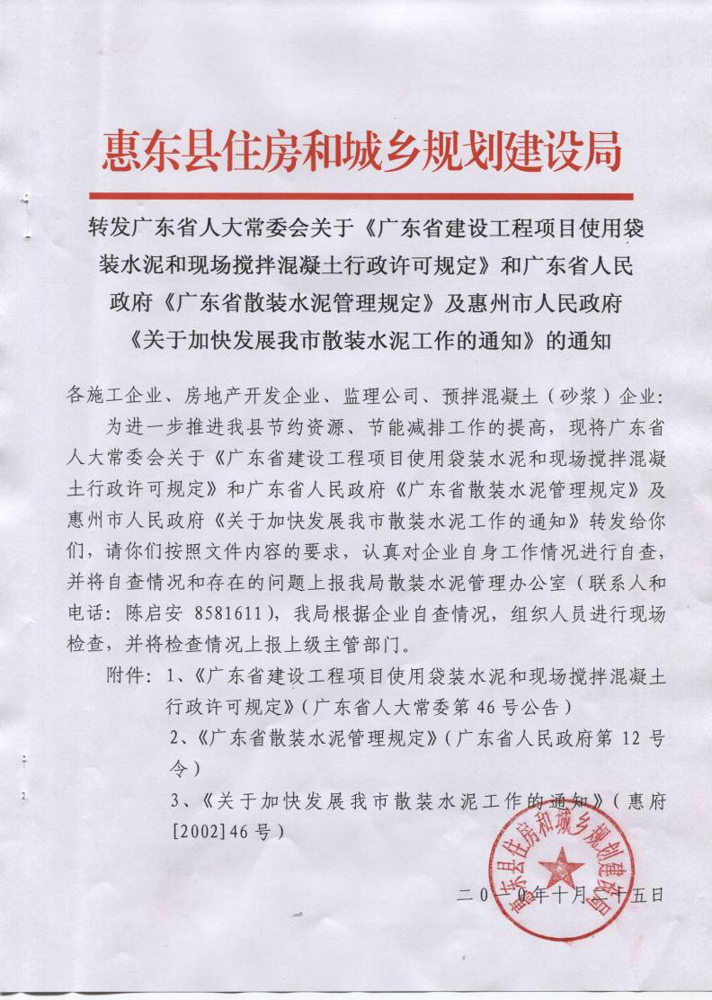 惠东县住房和城乡规划建设局
转发广东省人大常委会关于《广东省建设工程项目使用袋
装水泥和现场搅拌混凝土行政许可规定》和广东省人民
政府《广东省散装水泥管理规定》及惠州市人民政府
《关于加快发展我市散装水泥工作的通知》的通知
各施工企业、房地产开发企业、监理公司、预拌混凝土（砂浆）企业：
为进一步推进我县节约资源、节能减排工作的提高，现将广东省
人大常委会关于《广东省建设工程项目使用袋装水泥和现场搅拌混凝
土行政许可规定》和广东省人民政府《广东省散装水泥管理规定》及
惠州市人民政府《关于加快发展我市散装水泥工作的通知》转发给你
们，请你们按照文件内容的要求，认真对企业自身工作情况进行自查，
并将自查情况和存在的问题上报我局散装水泥管理办公室（联系人和
电话：陈启安 8581611），我局根据企业自查情况，组织人员进行现场
检查，并将检查情况上报上级主管部门。
附件：1、《广东省建设工程项目使用袋装水泥和现场搅拌混凝土
行政许可规定》（广东省人大常委第 46 号公告）
2、《广东省散装水泥管理规定》（广东省人民政府第 12 号
令）
3、《关于加快发展我市散装水泥工作的通知》（惠府
[2002]46 号）
惠东县住房和城乡规划建设局
二0一0年十月二十五日